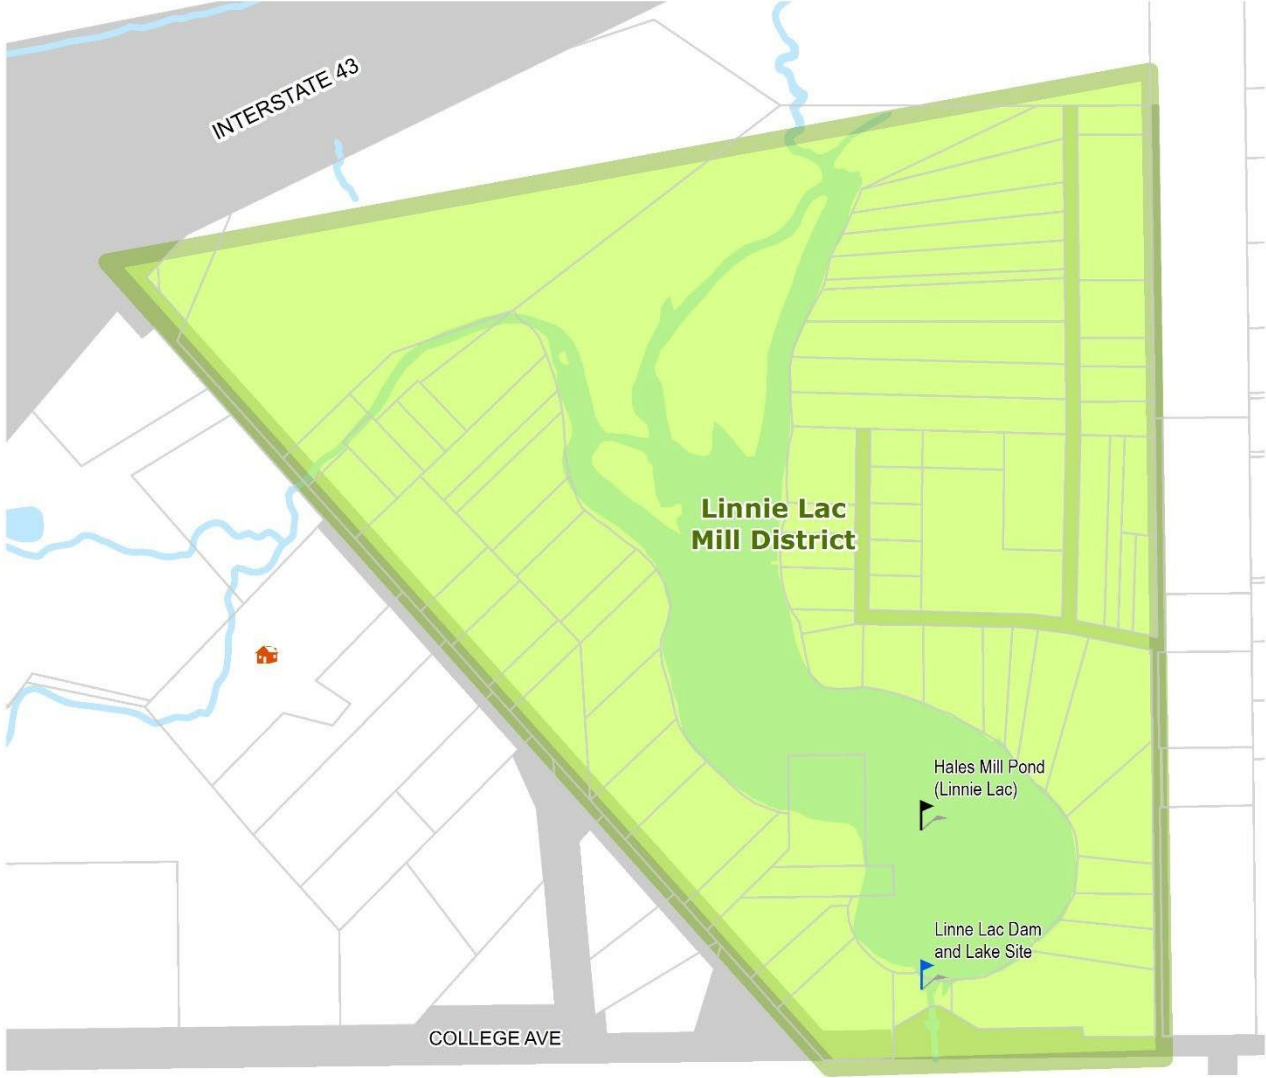 INTERSTATE 43
Linnie Lac
Mill District
Hales Mill Pond
(Linnie Lac)
Linne Lac Dam
and Lake Site
COLLEGE AVE